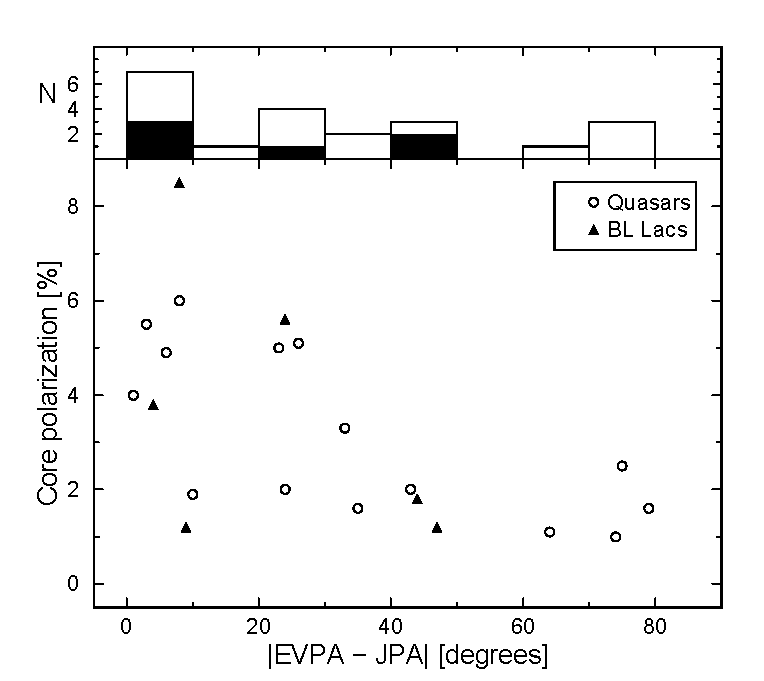 N
6
4
2
Quasars
BL Lacs
Core polarization [%]
8
6
4
2
0
0 20 40 60 80
|EVPA − JPA| [degrees]